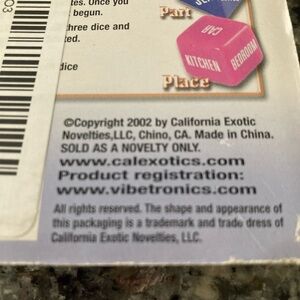 tes. Once you
begun.
three dice and
ted.
dice
Part
CAR
KITCHEN
BEDROOM
Place
©Copyright 2002 by California Exotic
Novelties,LLC, Chino, CA. Made in China.
SOLD AS A NOVELTY ONLY.
www.calexotics.com
Product registration:
www.vibetronics.com
All rights reserved. The shape and appearance of
this packaging is a trademark and trade dress of
California Exotic Novelties, LLC.